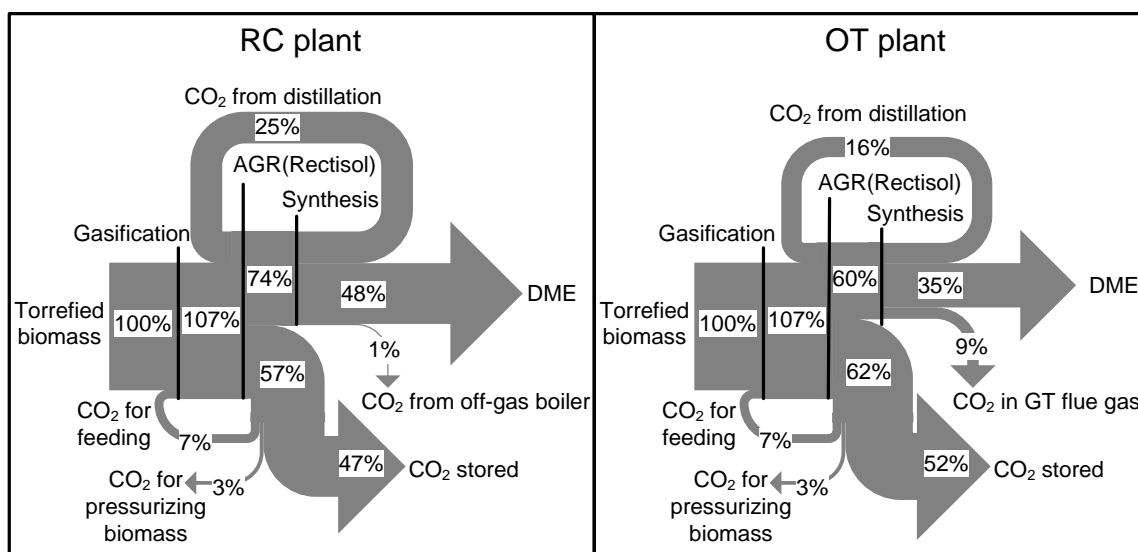 RC plant
CO₂ from distillation
25%
AGR(Rectisol)
Synthesis
Gasification
74%
48%
DME
Torrefied
biomass
100%
107%
1%
57%
CO₂ from off-gas boiler
CO₂ for
feeding
7%
47%
CO₂ stored
3%
CO₂ for
pressurizing
biomass
OT plant
CO₂ from distillation
16%
AGR(Rectisol)
Synthesis
Gasification
60%
35%
DME
Torrefied
biomass
100%
107%
9%
62%
CO₂ in GT flue gas
CO₂ for
feeding
7%
52%
CO₂ stored
3%
CO₂ for
pressurizing
biomass